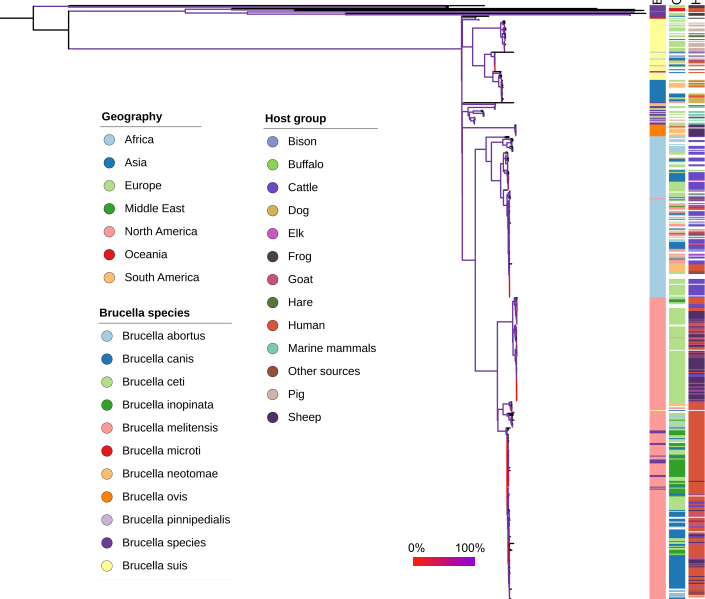 Geography
Africa
Asia
Europe
Middle East
North America
Oceania
South America
Brucella species
Brucella abortus
Brucella canis
Brucella ceti
Brucella inopinata
Brucella melitensis
Brucella microti
Brucella neotomae
Brucella ovis
Brucella pinnipedialis
Brucella species
Brucella suis
Host group
Bison
Buffalo
Cattle
Dog
Elk
Frog
Goat
Hare
Human
Marine mammals
Other sources
Pig
Sheep
0% 100%